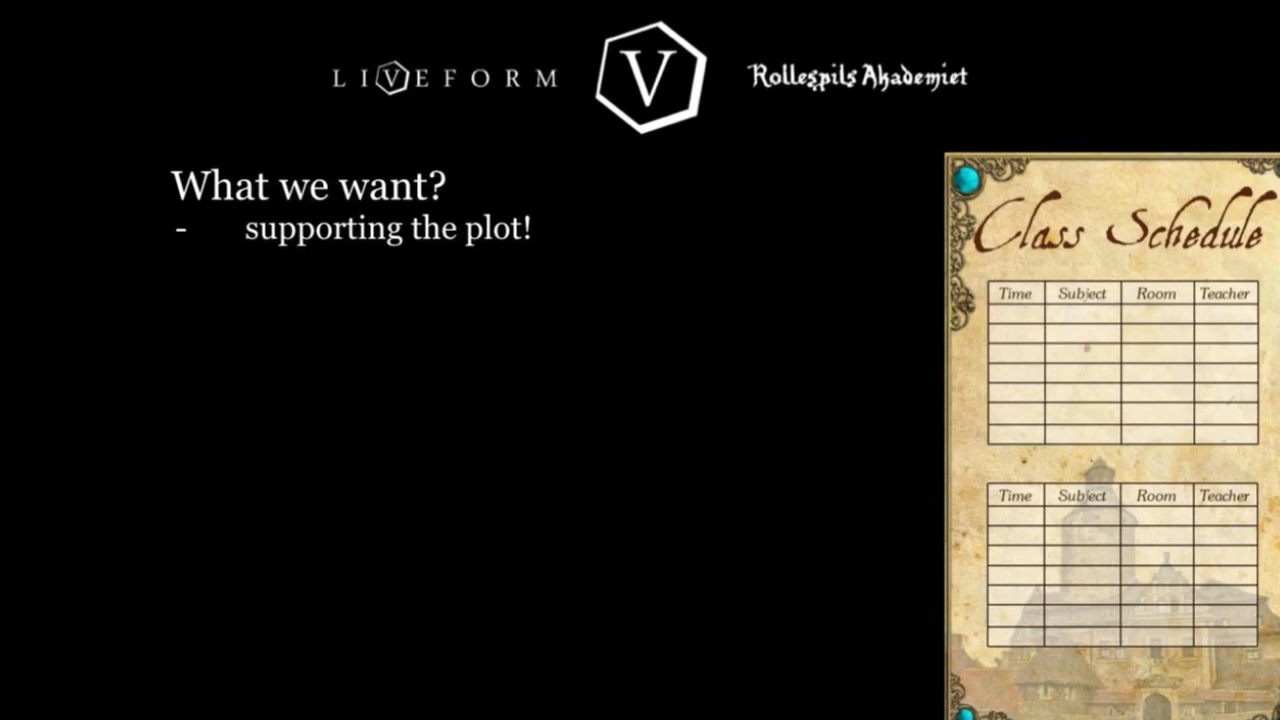 LIVEFORM
V
Rollespils Akademiet
What we want?
- supporting the plot!
Class Schedule
Time Subject Room Teacher
Time Subject Room Teacher